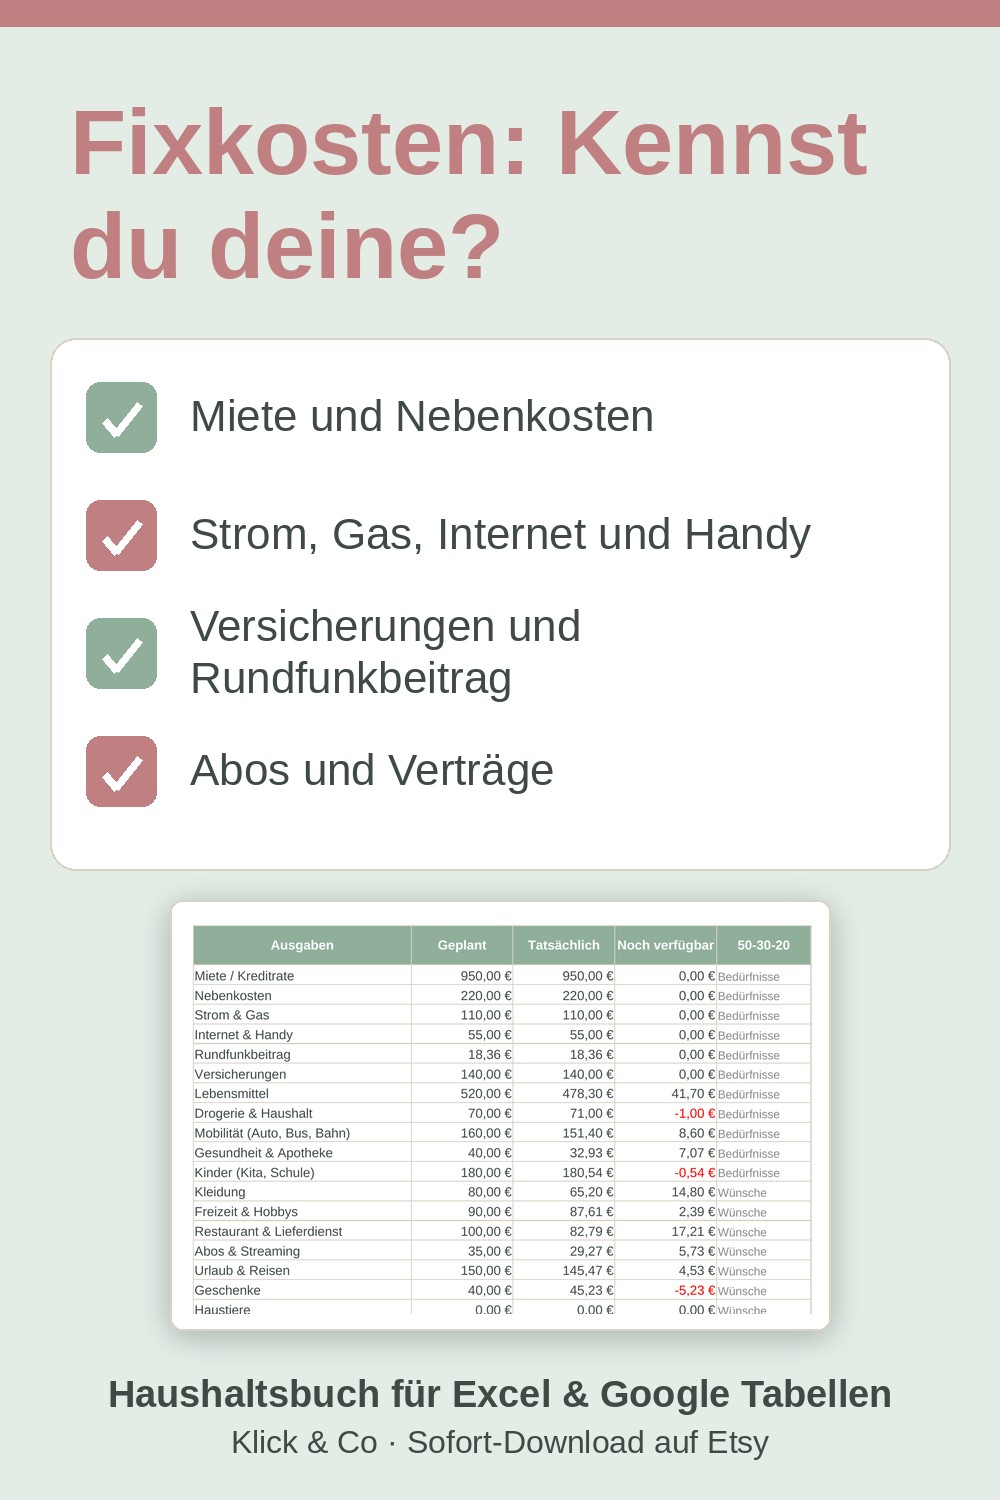 Fixkosten: Kennst
du deine?
Miete und Nebenkosten
Strom, Gas, Internet und Handy
Versicherungen und
Rundfunkbeitrag
Abos und Verträge
Ausgaben Geplant Tatsächlich Noch verfügbar 50-30-20
Miete / Kreditrate 950,00 € 950,00 € 0,00 € Bedürfnisse
Nebenkosten 220,00 € 220,00 € 0,00 € Bedürfnisse
Strom & Gas 110,00 € 110,00 € 0,00 € Bedürfnisse
Internet & Handy 55,00 € 55,00 € 0,00 € Bedürfnisse
Rundfunkbeitrag 18,36 € 18,36 € 0,00 € Bedürfnisse
Versicherungen 140,00 € 140,00 € 0,00 € Bedürfnisse
Lebensmittel 520,00 € 478,30 € 41,70 € Bedürfnisse
Drogerie & Haushalt 70,00 € 71,00 € -1,00 € Bedürfnisse
Mobilität (Auto, Bus, Bahn) 160,00 € 151,40 € 8,60 € Bedürfnisse
Gesundheit & Apotheke 40,00 € 32,93 € 7,07 € Bedürfnisse
Kinder (Kita, Schule) 180,00 € 180,54 € -0,54 € Bedürfnisse
Kleidung 80,00 € 65,20 € 14,80 € Wünsche
Freizeit & Hobbys 90,00 € 87,61 € 2,39 € Wünsche
Restaurant & Lieferdienst 100,00 € 82,79 € 17,21 € Wünsche
Abos & Streaming 35,00 € 29,27 € 5,73 € Wünsche
Urlaub & Reisen 150,00 € 145,47 € 4,53 € Wünsche
Geschenke 40,00 € 45,23 € -5,23 € Wünsche
Haustiere 0,00 € 0,00 € 0,00 € Wünsche
Haushaltsbuch für Excel & Google Tabellen
Klick & Co · Sofort-Download auf Etsy